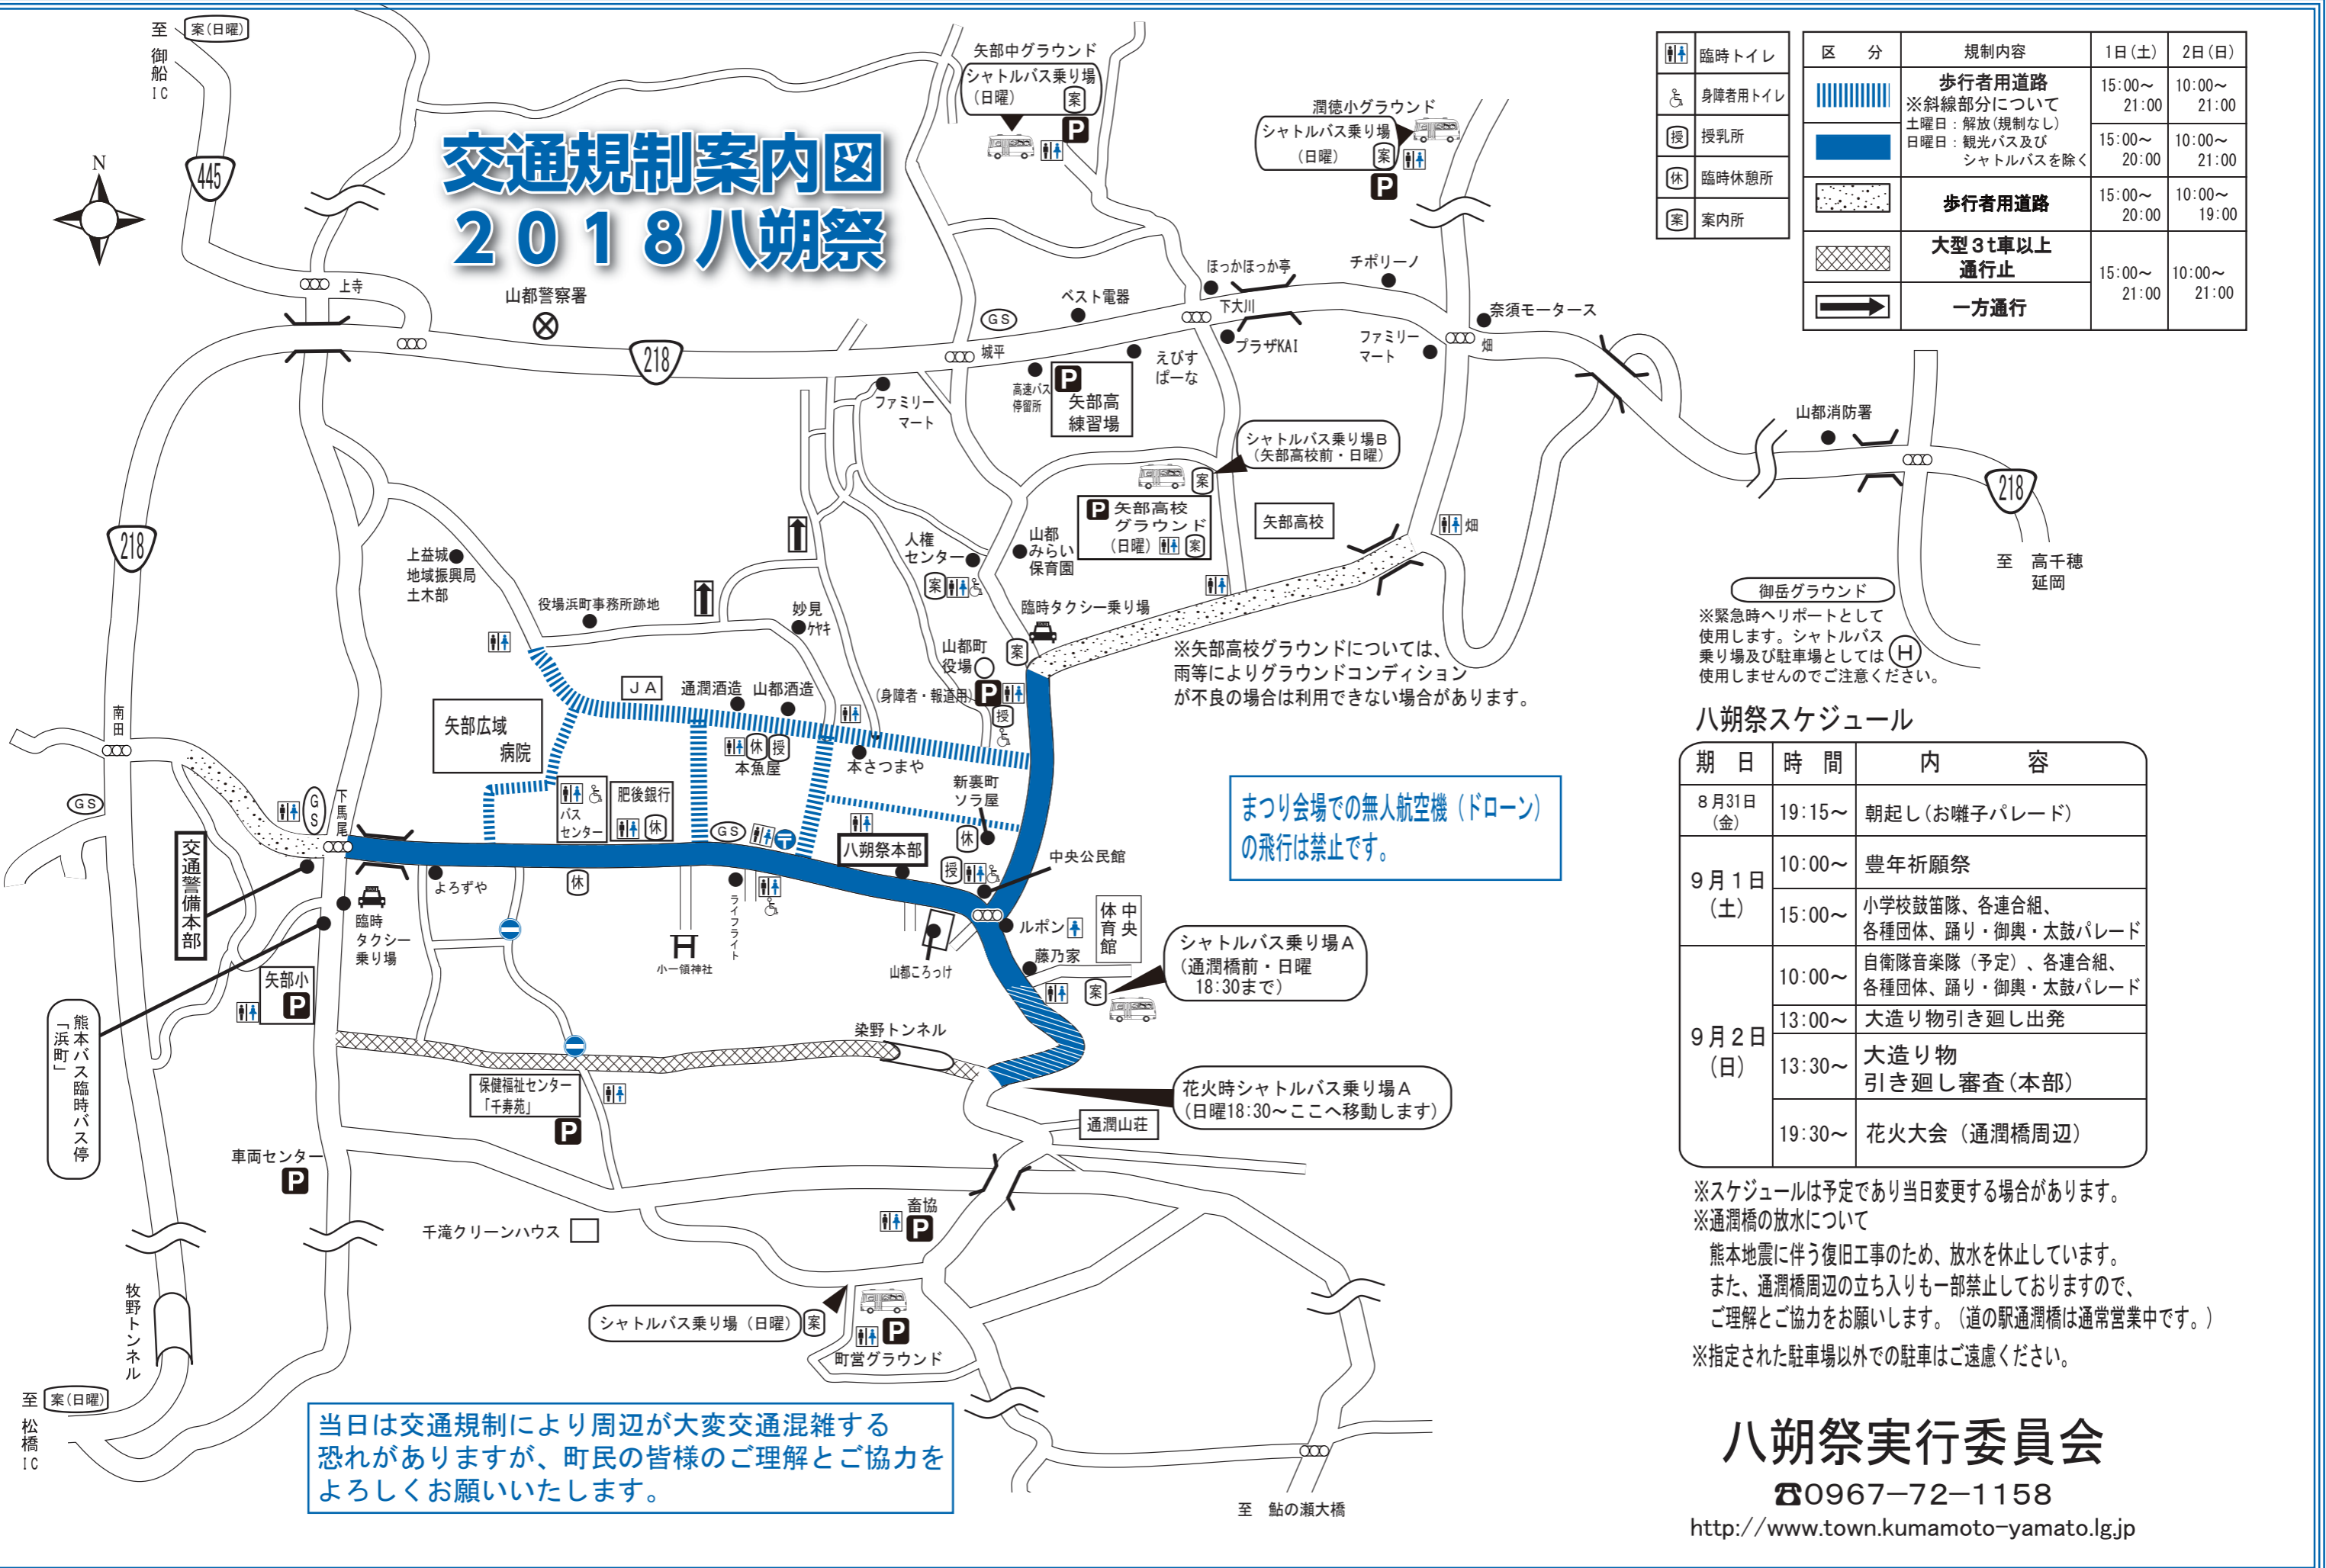 交通規制案内図
2018八朔祭
至 御船IC
案(日曜)
N
445
上寺
山都警察署
218
矢部中グラウンド
シャトルバス乗り場
(日曜)
案
P
潤徳小グラウンド
シャトルバス乗り場
(日曜)
案
P
臨時トイレ
身障者用トイレ
授 授乳所
休 臨時休憩所
案 案内所
区 分 規制内容 1日(土) 2日(日)
歩行者用道路
※斜線部分について
土曜日:解放(規制なし)
日曜日:観光バス及び
シャトルバスを除く
15:00~21:00 10:00~21:00
15:00~20:00 10:00~21:00
歩行者用道路 15:00~20:00 10:00~19:00
大型3t車以上
通行止
一方通行
15:00~21:00 10:00~21:00
ほっかほっか亭
チポリーノ
ベスト電器
GS
下大川
城平
プラザKAI
ファミリー
マート
奈須モータース
畑
えびす
ぱーな
高速バス
停留所
P
矢部高
練習場
ファミリー
マート
山都消防署
218
至 高千穂
延岡
シャトルバス乗り場B
(矢部高校前・日曜)
案
P 矢部高校
グラウンド
(日曜) 案
矢部高校
畑
218
上益城
地域振興局
土木部
役場浜町事務所跡地
妙見
ケヤキ
人権
センター
案
山都
みらい
保育園
臨時タクシー乗り場
案
山都町
役場
(身障者・報道用) P
授
※矢部高校グラウンドについては、
雨等によりグラウンドコンディション
が不良の場合は利用できない場合があります。
御岳グラウンド
※緊急時ヘリポートとして
使用します。シャトルバス
乗り場及び駐車場としては
使用しませんのでご注意ください。
H
南田
GS
GS
下馬尾
矢部広域
病院
JA
通潤酒造
山都酒造
休 授
本魚屋
本さつまや
新裏町
ソラ屋
休
バス
センター
肥後銀行
休
GS
八朔祭本部
授
中央公民館
まつり会場での無人航空機(ドローン)
の飛行は禁止です。
交通警備本部
よろずや
休
臨時
タクシー
乗り場
小一領神社
ライフライト
山都ころっけ
ルポン
藤乃家
中央
体育館
案
シャトルバス乗り場A
(通潤橋前・日曜
18:30まで)
矢部小
P
熊本バス臨時バス停
「浜町」
染野トンネル
保健福祉センター
「千寿苑」
P
花火時シャトルバス乗り場A
(日曜18:30~ここへ移動します)
通潤山荘
車両センター
P
千滝クリーンハウス
畜協
P
シャトルバス乗り場(日曜)
案
P
町営グラウンド
牧野トンネル
至 松橋IC
案(日曜)
至 鮎の瀬大橋
当日は交通規制により周辺が大変交通混雑する
恐れがありますが、町民の皆様のご理解とご協力を
よろしくお願いいたします。
八朔祭スケジュール
期 日 時 間 内 容
8月31日(金) 19:15~ 朝起し(お囃子パレード)
9月1日(土) 10:00~ 豊年祈願祭
15:00~ 小学校鼓笛隊、各連合組、
各種団体、踊り・御輿・太鼓パレード
9月2日(日) 10:00~ 自衛隊音楽隊(予定)、各連合組、
各種団体、踊り・御輿・太鼓パレード
13:00~ 大造り物引き廻し出発
13:30~ 大造り物
引き廻し審査(本部)
19:30~ 花火大会(通潤橋周辺)
※スケジュールは予定であり当日変更する場合があります。
※通潤橋の放水について
熊本地震に伴う復旧工事のため、放水を休止しています。
また、通潤橋周辺の立ち入りも一部禁止しておりますので、
ご理解とご協力をお願いします。(道の駅通潤橋は通常営業中です。)
※指定された駐車場以外での駐車はご遠慮ください。
八朔祭実行委員会
☎0967-72-1158
http://www.town.kumamoto-yamato.lg.jp